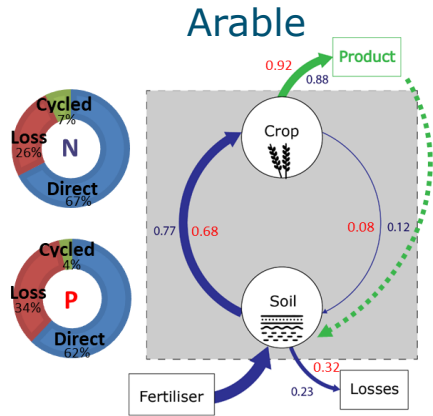 Arable
Product
0.92
0.88
Cycled
7%
Loss
26%
N
Direct
67%
Crop
0.77
0.68
0.08
0.12
Cycled
4%
Loss
34%
P
Direct
62%
Soil
0.32
0.23
Fertiliser
Losses